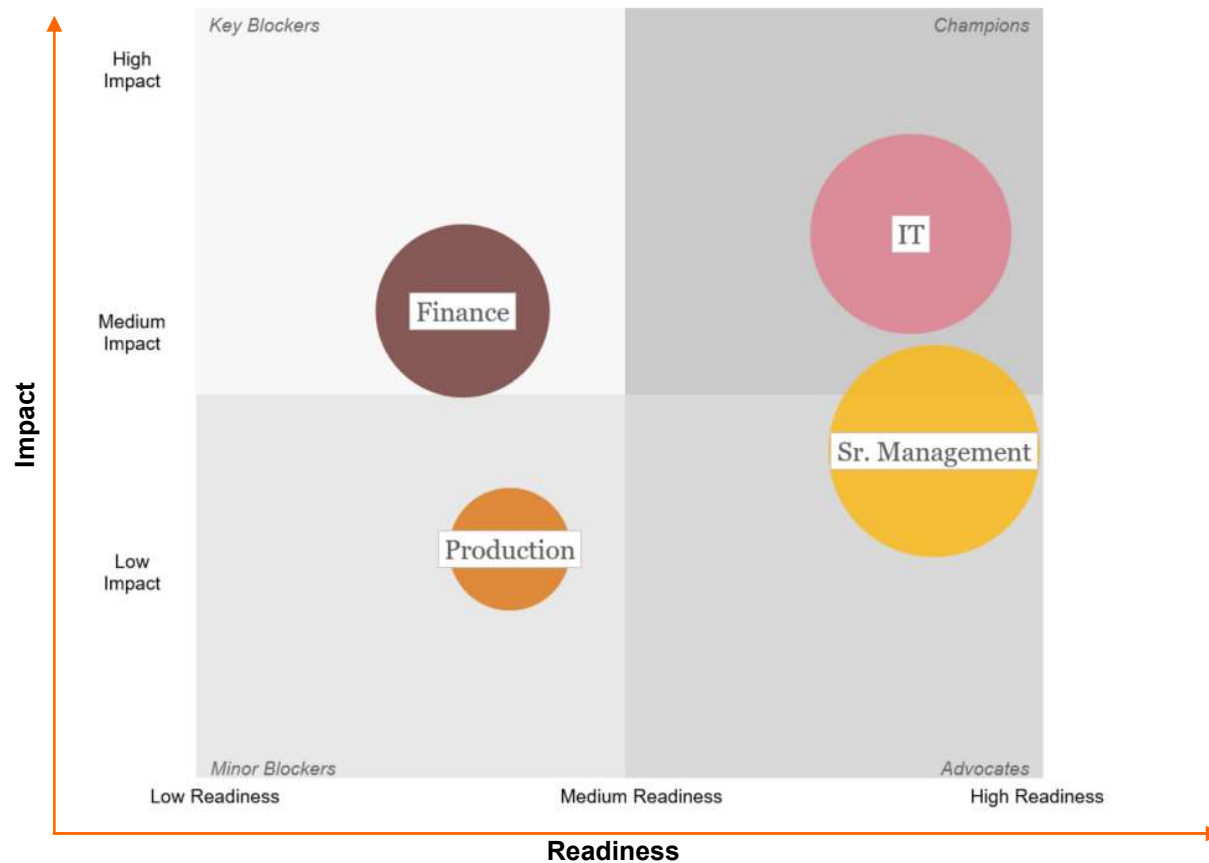 Key Blockers
Champions
High
Impact
IT
Finance
Medium
Impact
Impact
Sr. Management
Production
Low
Impact
Minor Blockers
Advocates
Low Readiness
Medium Readiness
High Readiness
Readiness